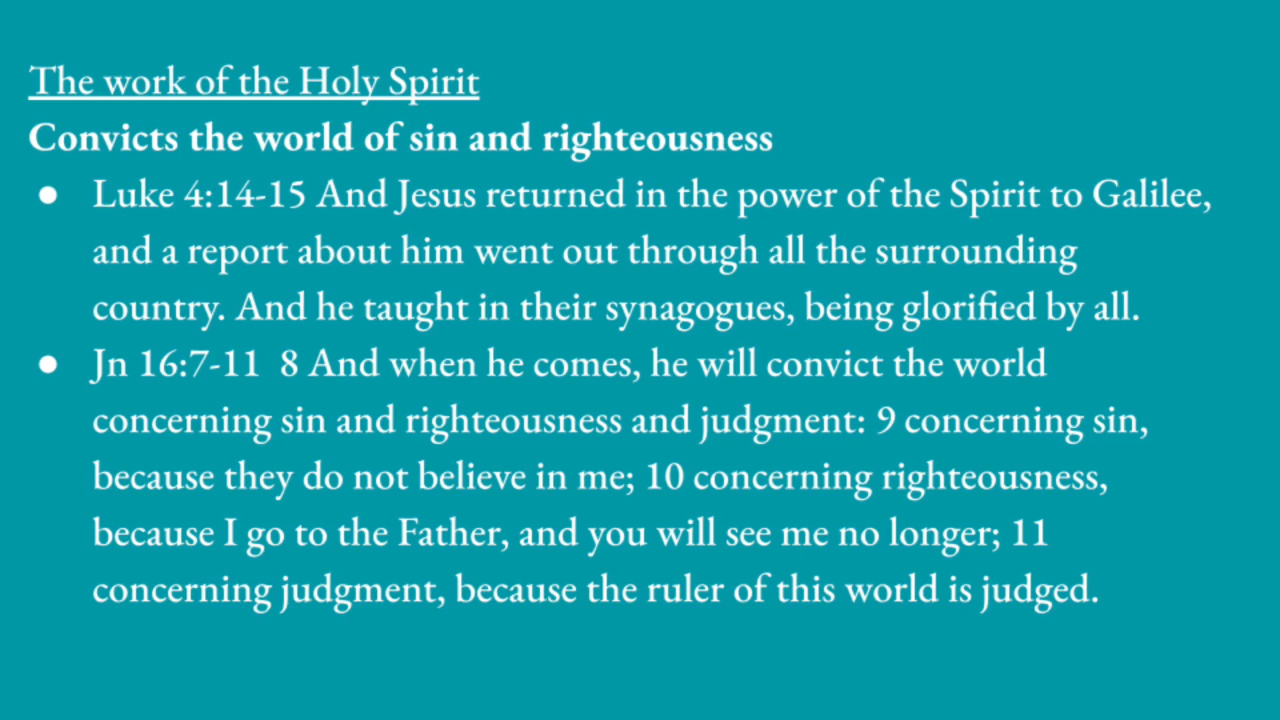 The work of the Holy Spirit
Convicts the world of sin and righteousness
● Luke 4:14-15 And Jesus returned in the power of the Spirit to Galilee,
and a report about him went out through all the surrounding
country. And he taught in their synagogues, being glorified by all.
● Jn 16:7-11  8 And when he comes, he will convict the world
concerning sin and righteousness and judgment: 9 concerning sin,
because they do not believe in me; 10 concerning righteousness,
because I go to the Father, and you will see me no longer; 11
concerning judgment, because the ruler of this world is judged.